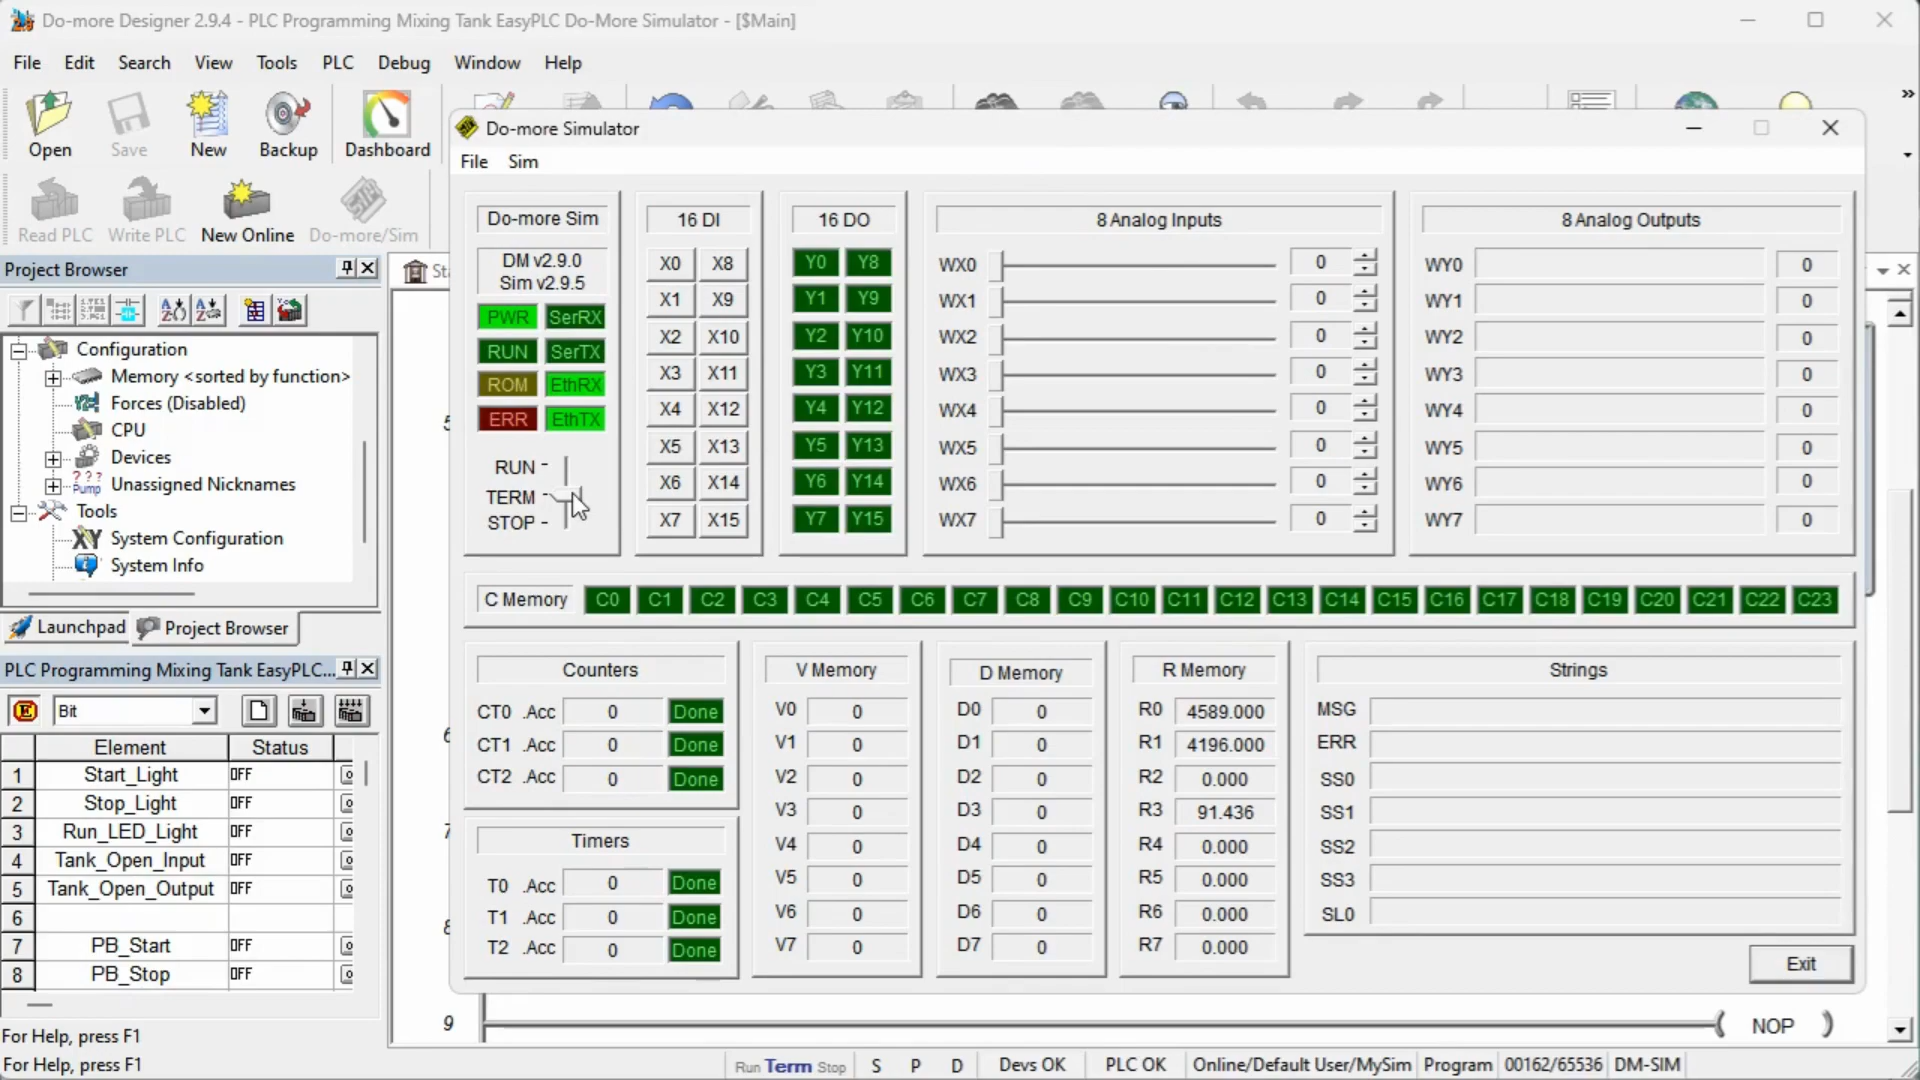 Do-more Designer 2.9.4 - PLC Programming Mixing Tank EasyPLC Do-More Simulator - [$Main]
File Edit Search View Tools PLC Debug Window Help
Open Save New Backup Dashboard
Read PLC Write PLC New Online Do-more/Sim
Project Browser
Configuration
Memory <sorted by function>
Forces (Disabled)
CPU
Devices
Unassigned Nicknames
Tools
System Configuration
System Info
Launchpad Project Browser
PLC Programming Mixing Tank EasyPLC...
Bit
Element Status
1 Start_Light OFF
2 Stop_Light OFF
3 Run_LED_Light OFF
4 Tank_Open_Input OFF
5 Tank_Open_Output OFF
6
7 PB_Start OFF
8 PB_Stop OFF
For Help, press F1
For Help, press F1
Do-more Simulator
File Sim
Do-more Sim
DM v2.9.0
Sim v2.9.5
PWR SerRX
RUN SerTX
ROM EthRX
ERR EthTX
RUN -
TERM -
STOP -
16 DI
X0 X8
X1 X9
X2 X10
X3 X11
X4 X12
X5 X13
X6 X14
X7 X15
16 DO
Y0 Y8
Y1 Y9
Y2 Y10
Y3 Y11
Y4 Y12
Y5 Y13
Y6 Y14
Y7 Y15
8 Analog Inputs
WX0 0
WX1 0
WX2 0
WX3 0
WX4 0
WX5 0
WX6 0
WX7 0
8 Analog Outputs
WY0 0
WY1 0
WY2 0
WY3 0
WY4 0
WY5 0
WY6 0
WY7 0
C Memory C0 C1 C2 C3 C4 C5 C6 C7 C8 C9 C10 C11 C12 C13 C14 C15 C16 C17 C18 C19 C20 C21 C22 C23
Counters
CT0 .Acc 0 Done
CT1 .Acc 0 Done
CT2 .Acc 0 Done
Timers
T0 .Acc 0 Done
T1 .Acc 0 Done
T2 .Acc 0 Done
V Memory
V0 0
V1 0
V2 0
V3 0
V4 0
V5 0
V6 0
V7 0
D Memory
D0 0
D1 0
D2 0
D3 0
D4 0
D5 0
D6 0
D7 0
R Memory
R0 4589.000
R1 4196.000
R2 0.000
R3 91.436
R4 0.000
R5 0.000
R6 0.000
R7 0.000
Strings
MSG
ERR
SS0
SS1
SS2
SS3
SL0
Exit
9 NOP
Run Term Stop S P D Devs OK PLC OK Online/Default User/MySim Program 00162/65536 DM-SIM